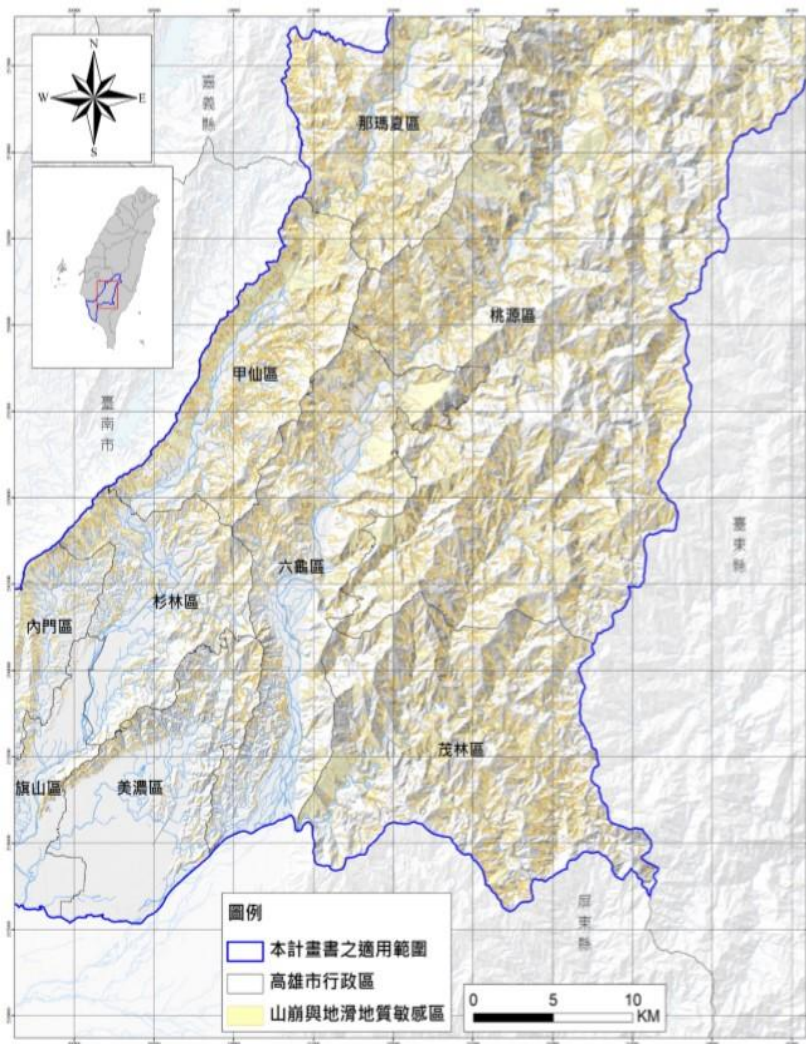 N
W
E
S
嘉義縣
那瑪夏區
桃源區
甲仙區
臺南市
臺東縣
六龜區
杉林區
內門區
茂林區
旗山區
美濃區
屏東縣
圖例
本計畫書之適用範圍
高雄市行政區
山崩與地滑地質敏感區
0 5 10
KM